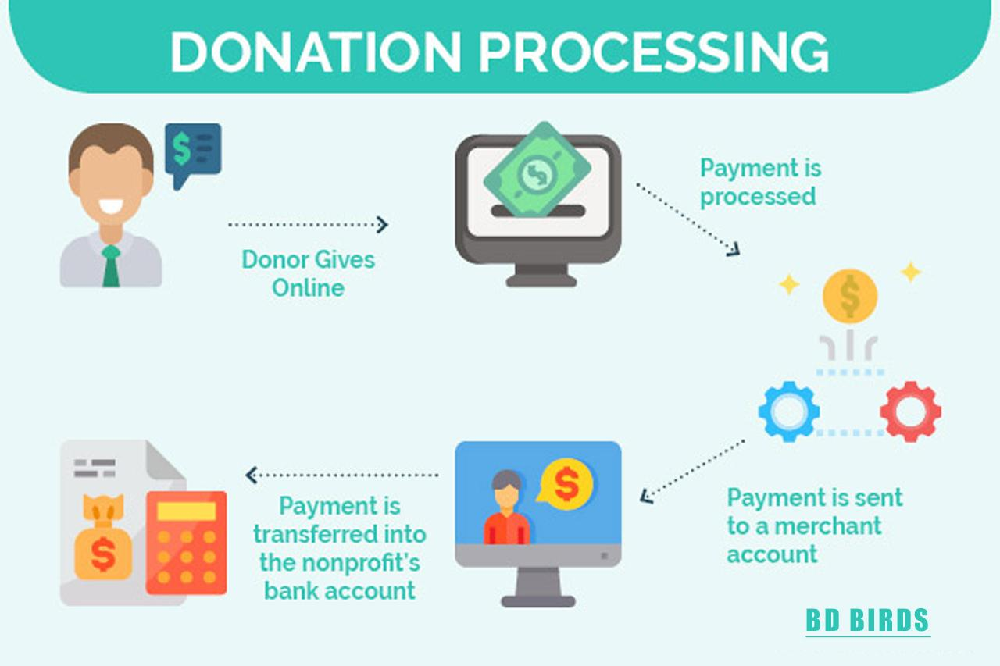 DONATION PROCESSING
Donor Gives
Online
Payment is
processed
Payment is sent
to a merchant
account
Payment is
transferred into
the nonprofit's
bank account
BD BIRDS